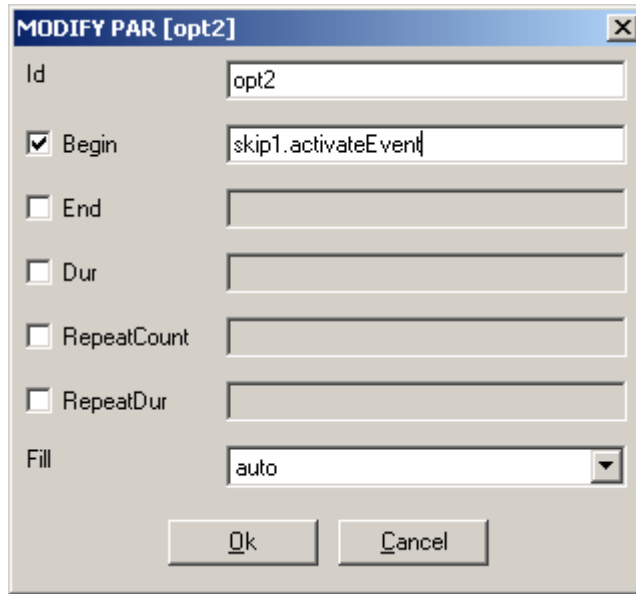 MODIFY PAR [opt2]
Id opt2
Begin skip1.activateEvent
End
Dur
RepeatCount
RepeatDur
Fill auto
Ok Cancel